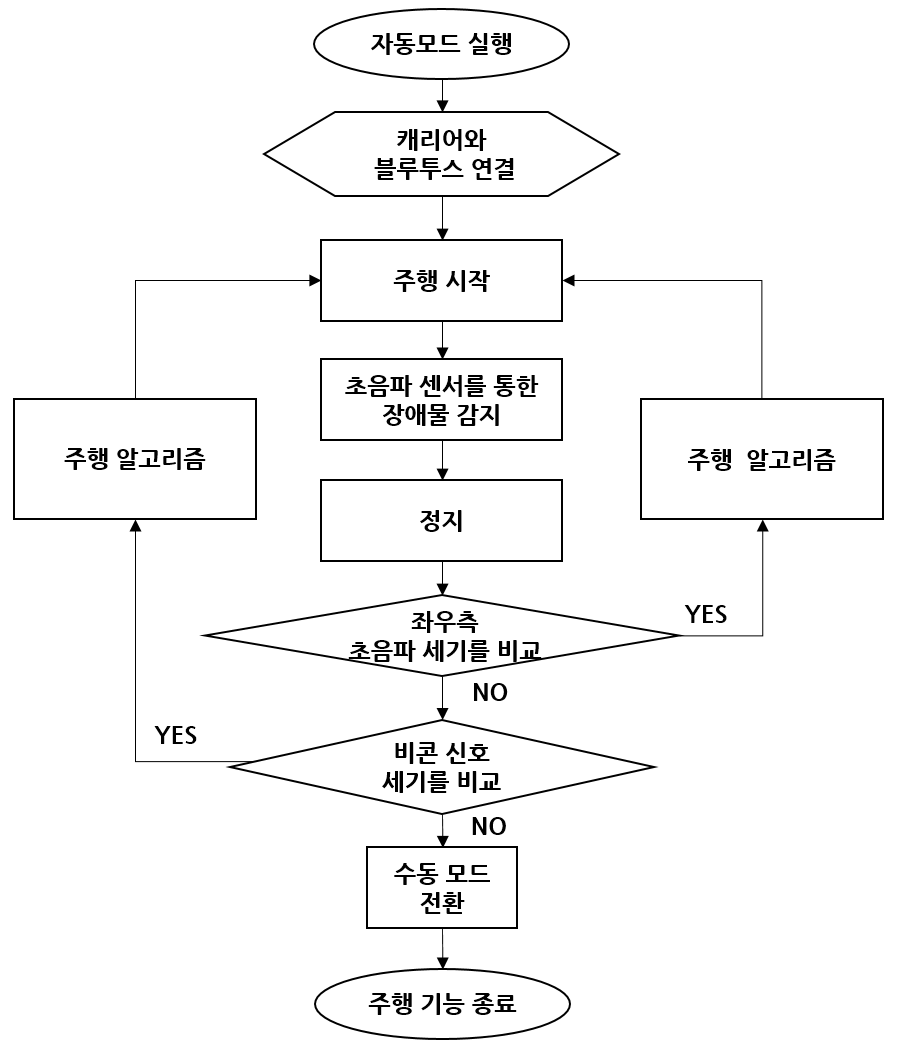 자동모드 실행
캐리어와
블루투스 연결
주행 시작
초음파 센서를 통한
장애물 감지
주행 알고리즘
주행  알고리즘
정지
좌우측
초음파 세기를 비교
YES
NO
YES
비콘 신호
세기를 비교
NO
수동 모드
전환
주행 기능 종료